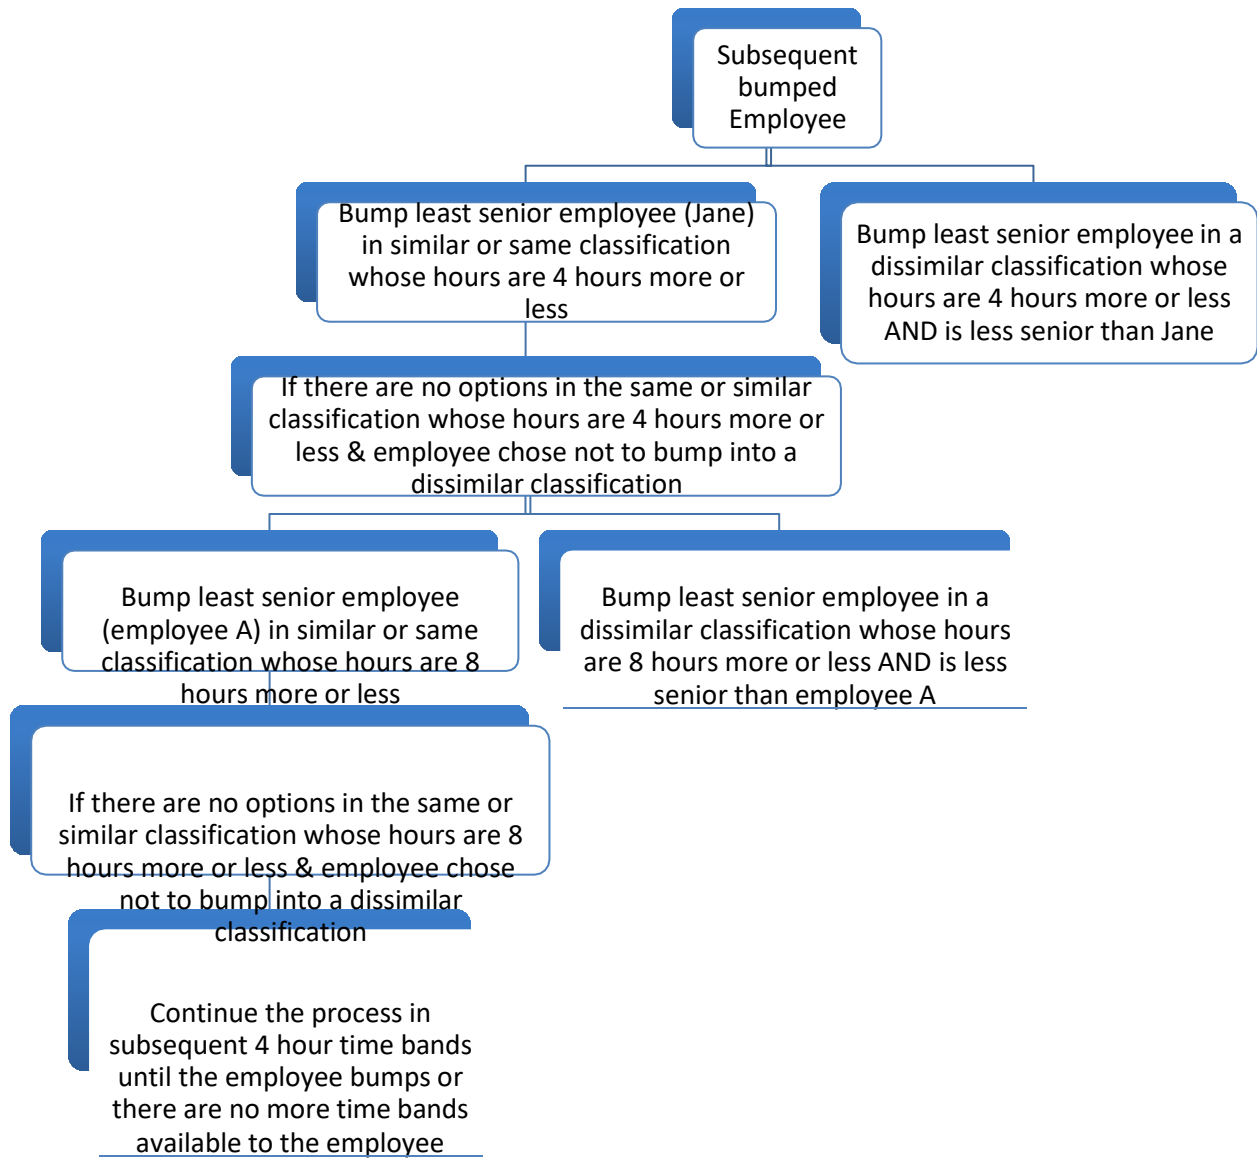 Subsequent
bumped
Employee
Bump least senior employee (Jane)
in similar or same classification
whose hours are 4 hours more or
less
Bump least senior employee in a
dissimilar classification whose
hours are 4 hours more or less
AND is less senior than Jane
If there are no options in the same or similar
classification whose hours are 4 hours more or
less & employee chose not to bump into a
dissimilar classification
Bump least senior employee
(employee A) in similar or same
classification whose hours are 8
hours more or less
Bump least senior employee in a
dissimilar classification whose hours
are 8 hours more or less AND is less
senior than employee A
If there are no options in the same or
similar classification whose hours are 8
hours more or less & employee chose
not to bump into a dissimilar
classification
Continue the process in
subsequent 4 hour time bands
until the employee bumps or
there are no more time bands
available to the employee